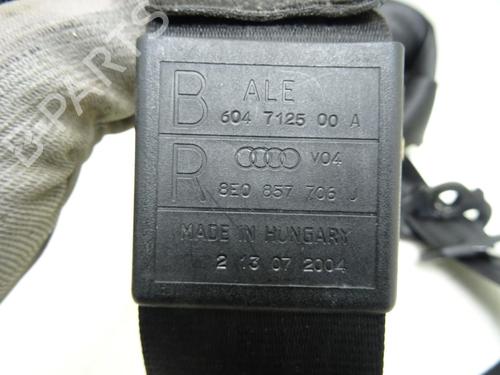 B-PARTS
B ALE
604 7125 00 A
R V04
8E0 857 706 J
MADE IN HUNGARY
2 13 07 2004